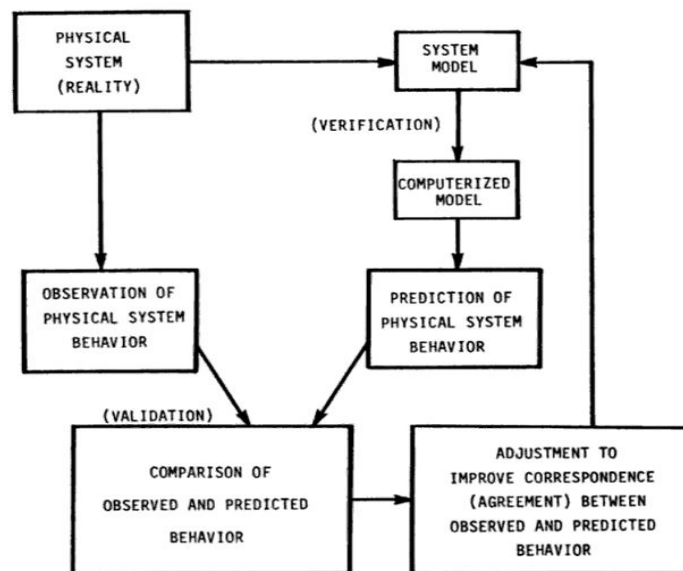 PHYSICAL
SYSTEM
(REALITY)
SYSTEM
MODEL
(VERIFICATION)
COMPUTERIZED
MODEL
OBSERVATION OF
PHYSICAL SYSTEM
BEHAVIOR
PREDICTION OF
PHYSICAL SYSTEM
BEHAVIOR
(VALIDATION)
COMPARISON OF
OBSERVED AND PREDICTED
BEHAVIOR
ADJUSTMENT TO
IMPROVE CORRESPONDENCE
(AGREEMENT) BETWEEN
OBSERVED AND PREDICTED
BEHAVIOR